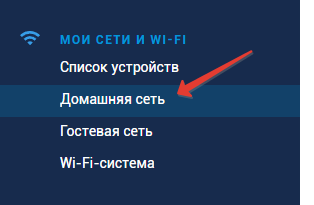 МОИ СЕТИ И WI-FI
Список устройств
Домашняя сеть
Гостевая сеть
Wi-Fi-система